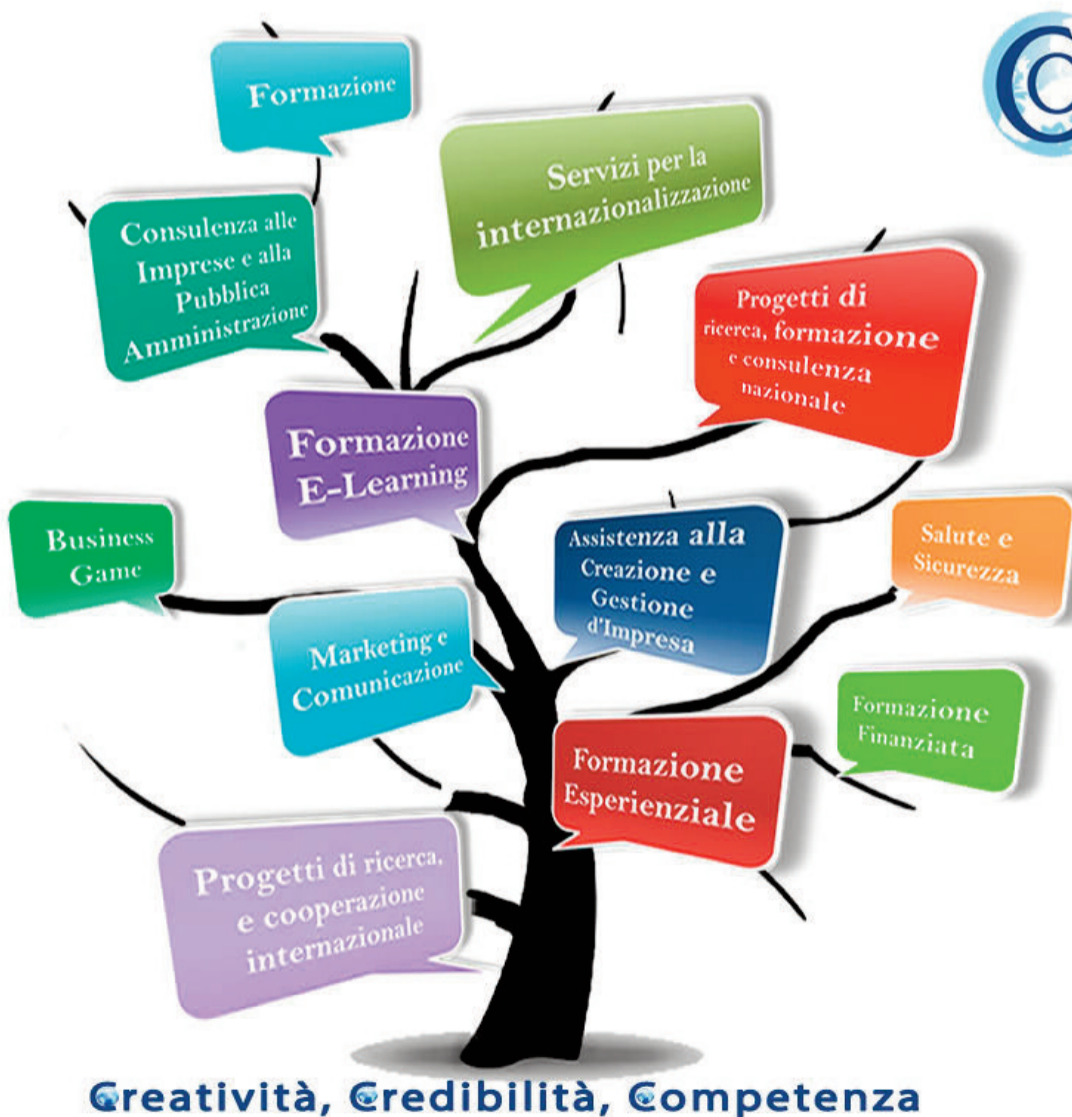 Formazione
Servizi per la
internazionalizzazione
Consulenza alle
Imprese e alla
Pubblica
Amministrazione
Progetti di
ricerca, formazione
e consulenza
nazionale
Formazione
E-Learning
Business
Game
Assistenza alla
Creazione e
Gestione
d'Impresa
Salute e
Sicurezza
Marketing e
Comunicazione
Formazione
Finanziata
Formazione
Esperienziale
Progetti di ricerca,
e cooperazione
internazionale
Creatività, Credibilità, Competenza